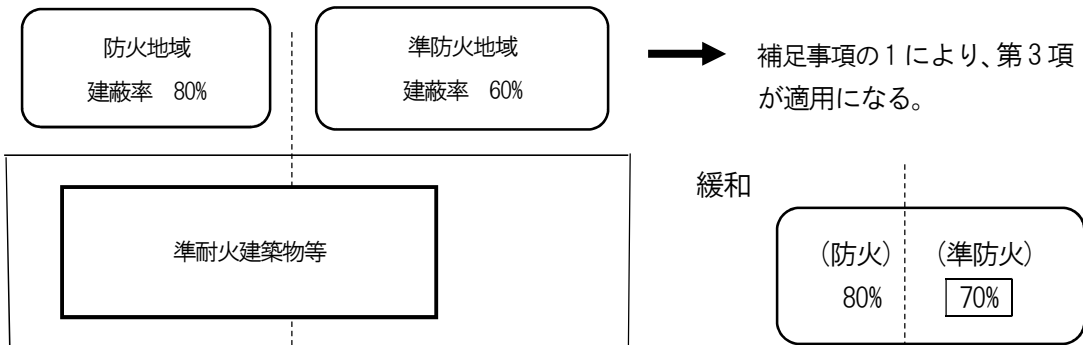 防火地域
建蔽率　80%
準防火地域
建蔽率　60%
補足事項の1により、第3項
が適用になる。
準耐火建築物等
緩和
(防火)
80%
(準防火)
70%